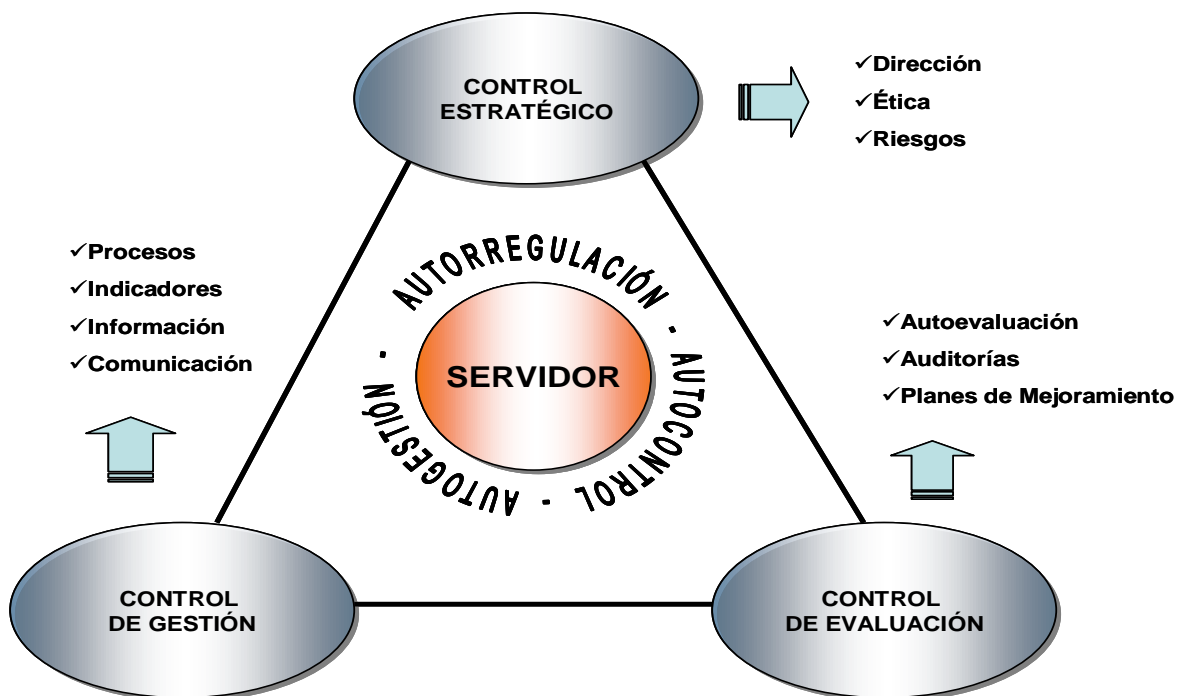 CONTROL
ESTRATÉGICO
✓Dirección
✓Ética
✓Riesgos
✓Procesos
✓Indicadores
✓Información
✓Comunicación
AUTORREGULACIÓN - AUTOCONTROL - AUTOGESTIÓN -
SERVIDOR
✓Autoevaluación
✓Auditorías
✓Planes de Mejoramiento
CONTROL
DE GESTIÓN
CONTROL
DE EVALUACIÓN